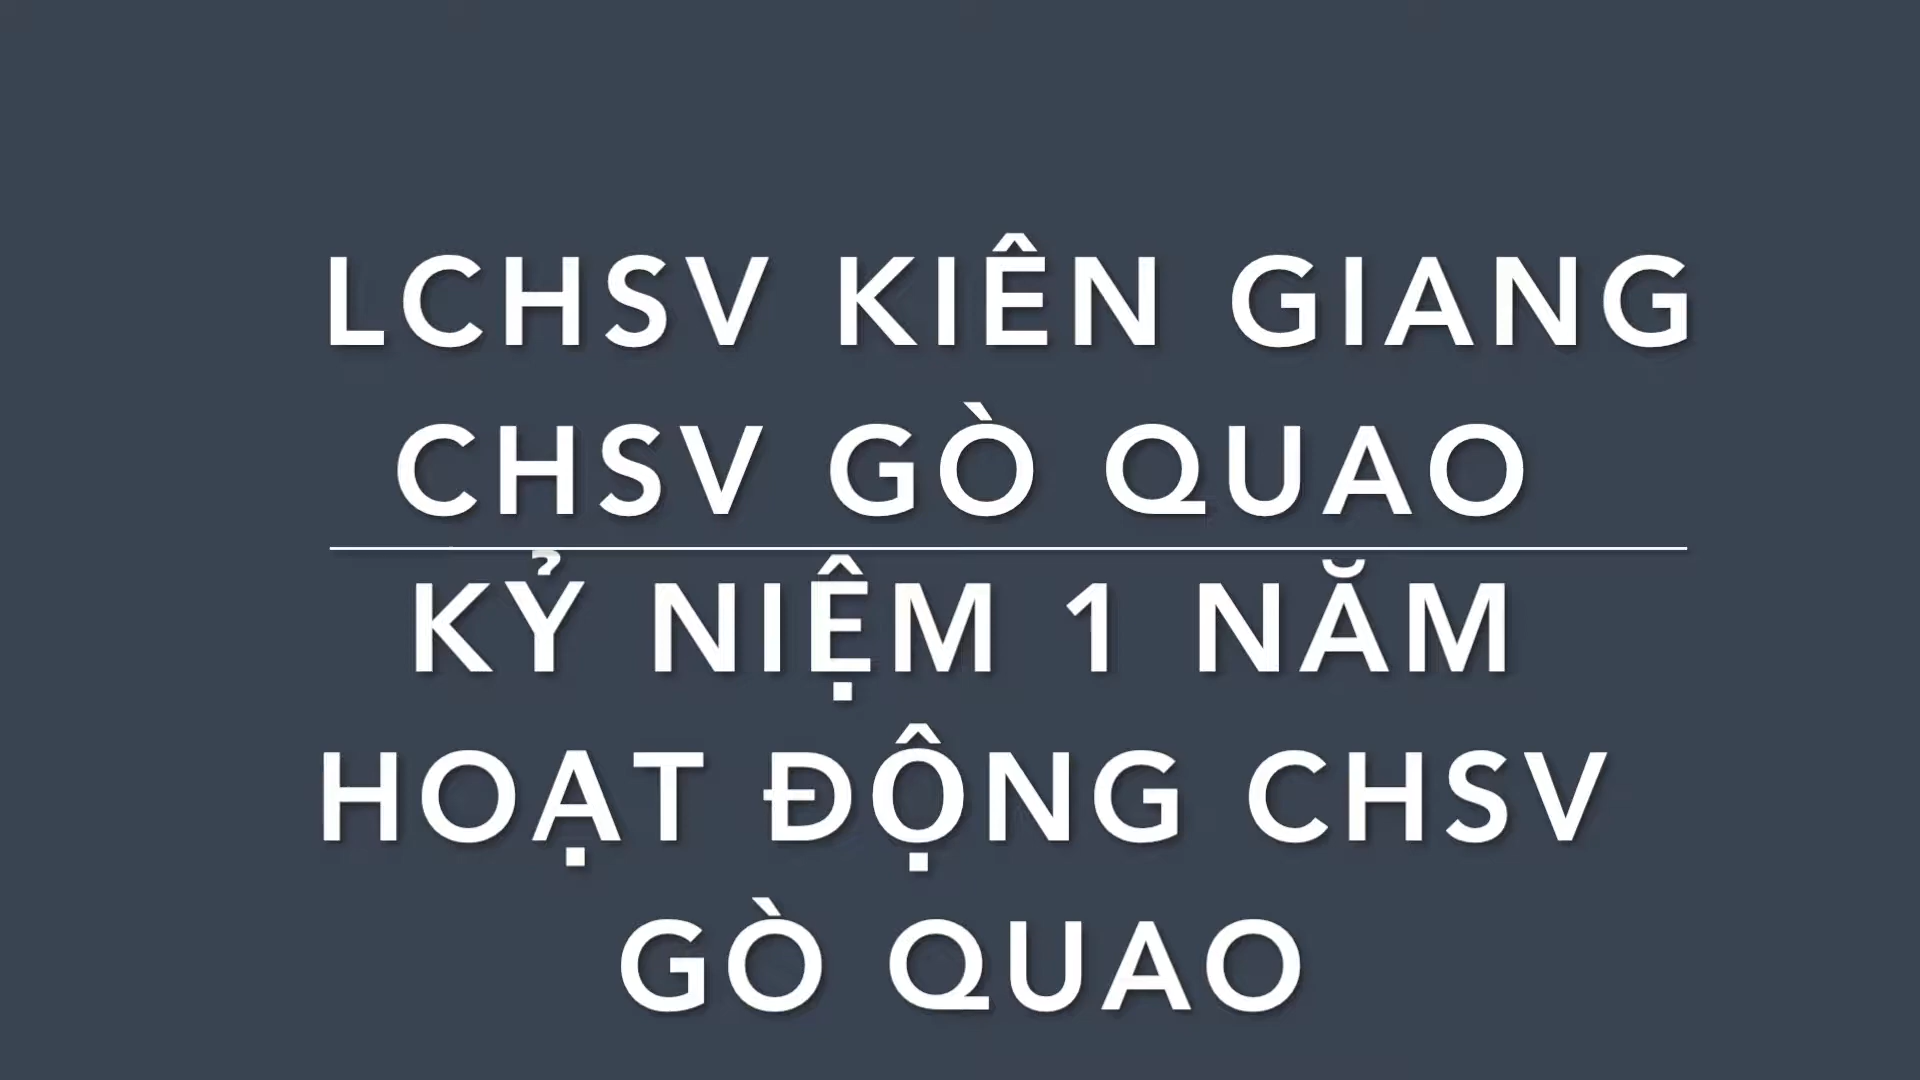 LCHSV KIÊN GIANG
CHSV GÒ QUAO
KỶ NIỆM 1 NĂM
HOẠT ĐỘNG CHSV
GÒ QUAO